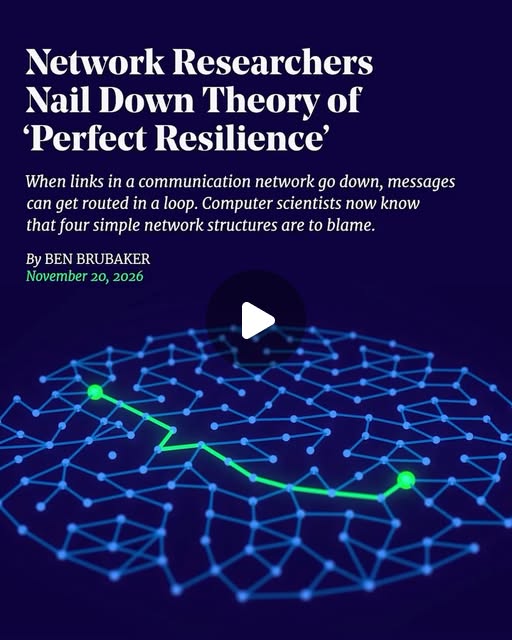 Network Researchers
Nail Down Theory of
‘Perfect Resilience’
When links in a communication network go down, messages
can get routed in a loop. Computer scientists now know
that four simple network structures are to blame.
By BEN BRUBAKER
November 20, 2026